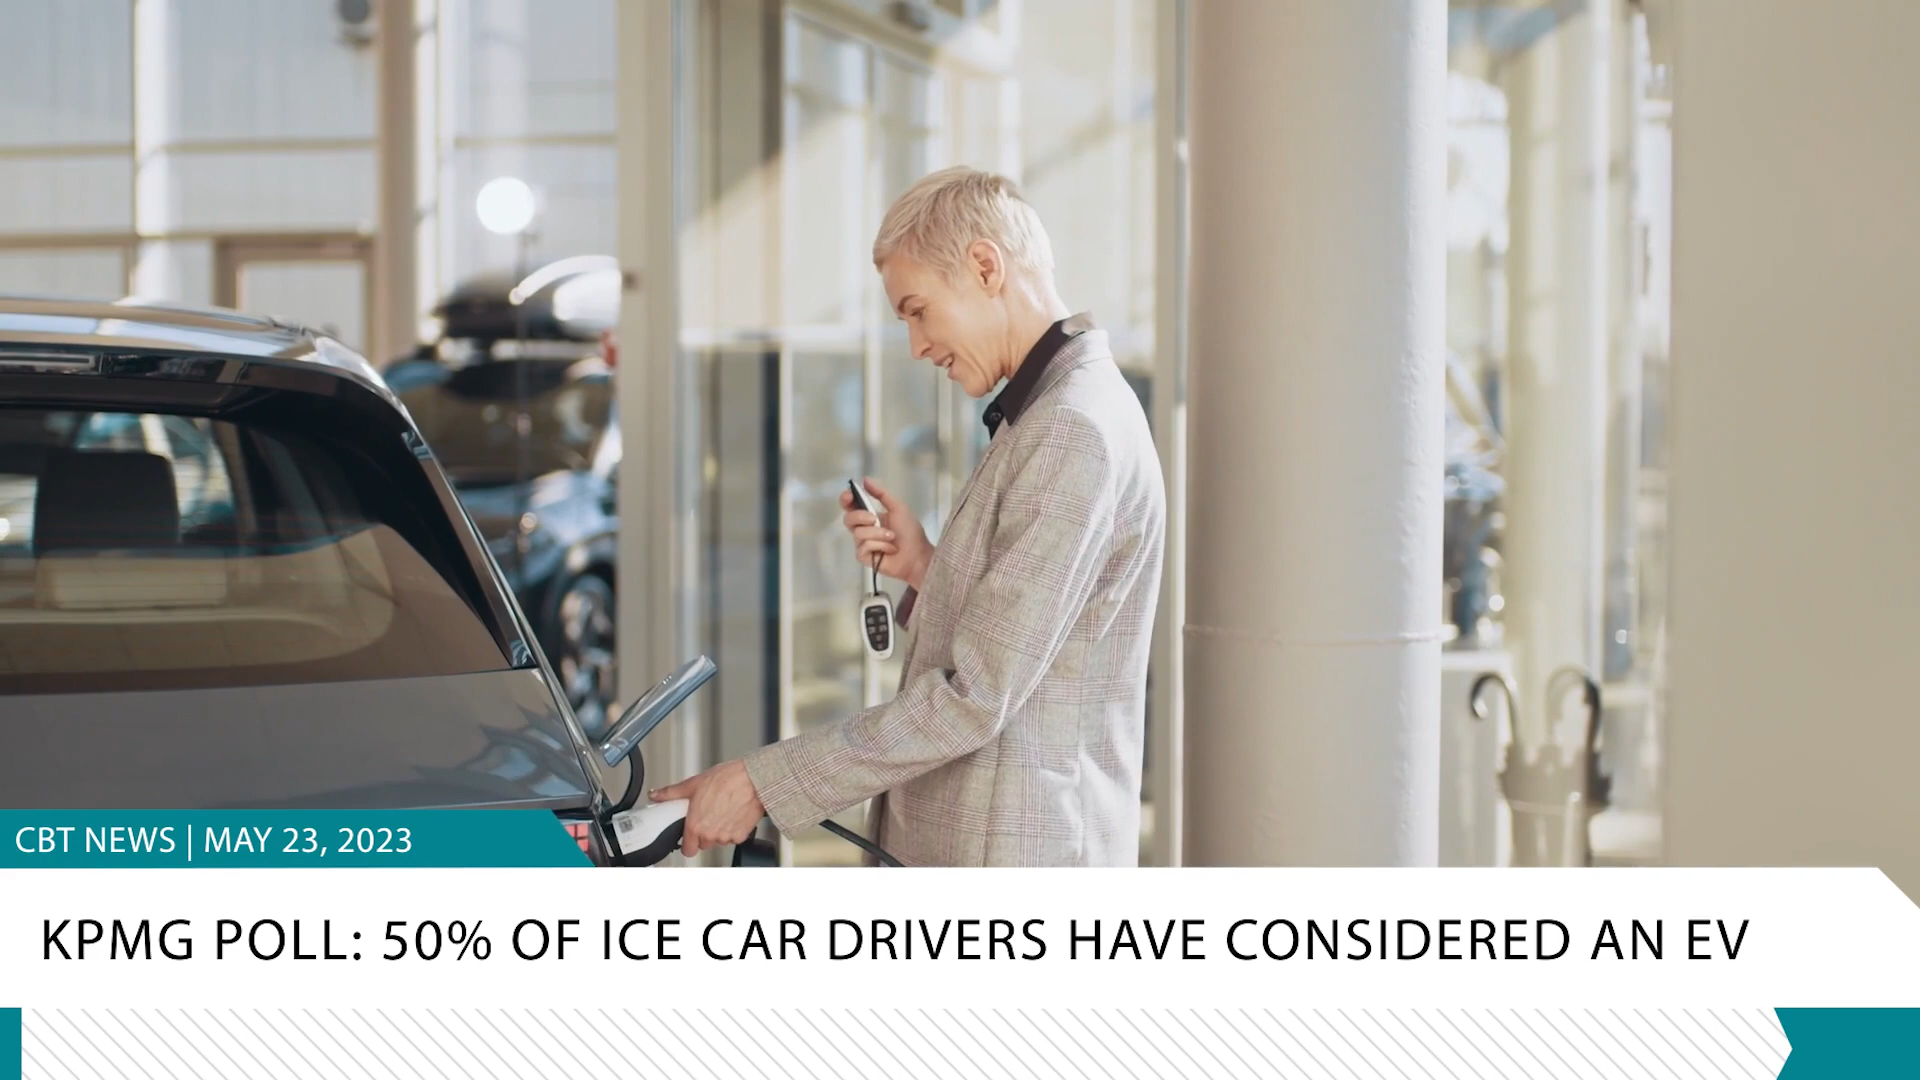 CBT NEWS | MAY 23, 2023
KPMG POLL: 50% OF ICE CAR DRIVERS HAVE CONSIDERED AN EV